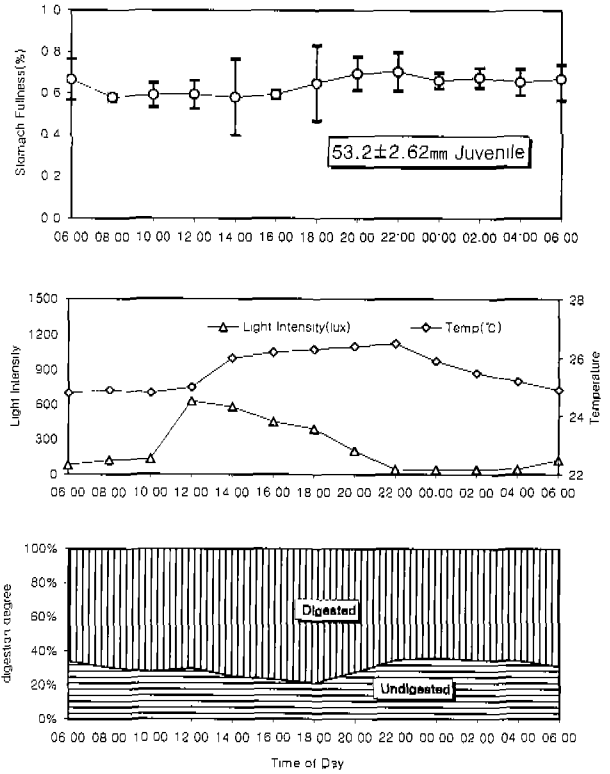 Stomach Fullness(%)
1.0
0.8
0.6
0.4
0.2
0.0
53.2±2.62mm Juvenile
06:00 08:00 10:00 12:00 14:00 16:00 18:00 20:00 22:00 00:00 02:00 04:00 06:00
Light Intensity
1500
1200
900
600
300
0
Light Intensity(lux)
Temp(℃)
28
26
24
22
Temperature
06:00 08:00 10:00 12:00 14:00 16:00 18:00 20:00 22:00 00:00 02:00 04:00 06:00
digestion degree
100%
80%
60%
40%
20%
0%
Digested
Undigested
06:00 08:00 10:00 12:00 14:00 16:00 18:00 20:00 22:00 00:00 02:00 04:00 06:00
Time of Day